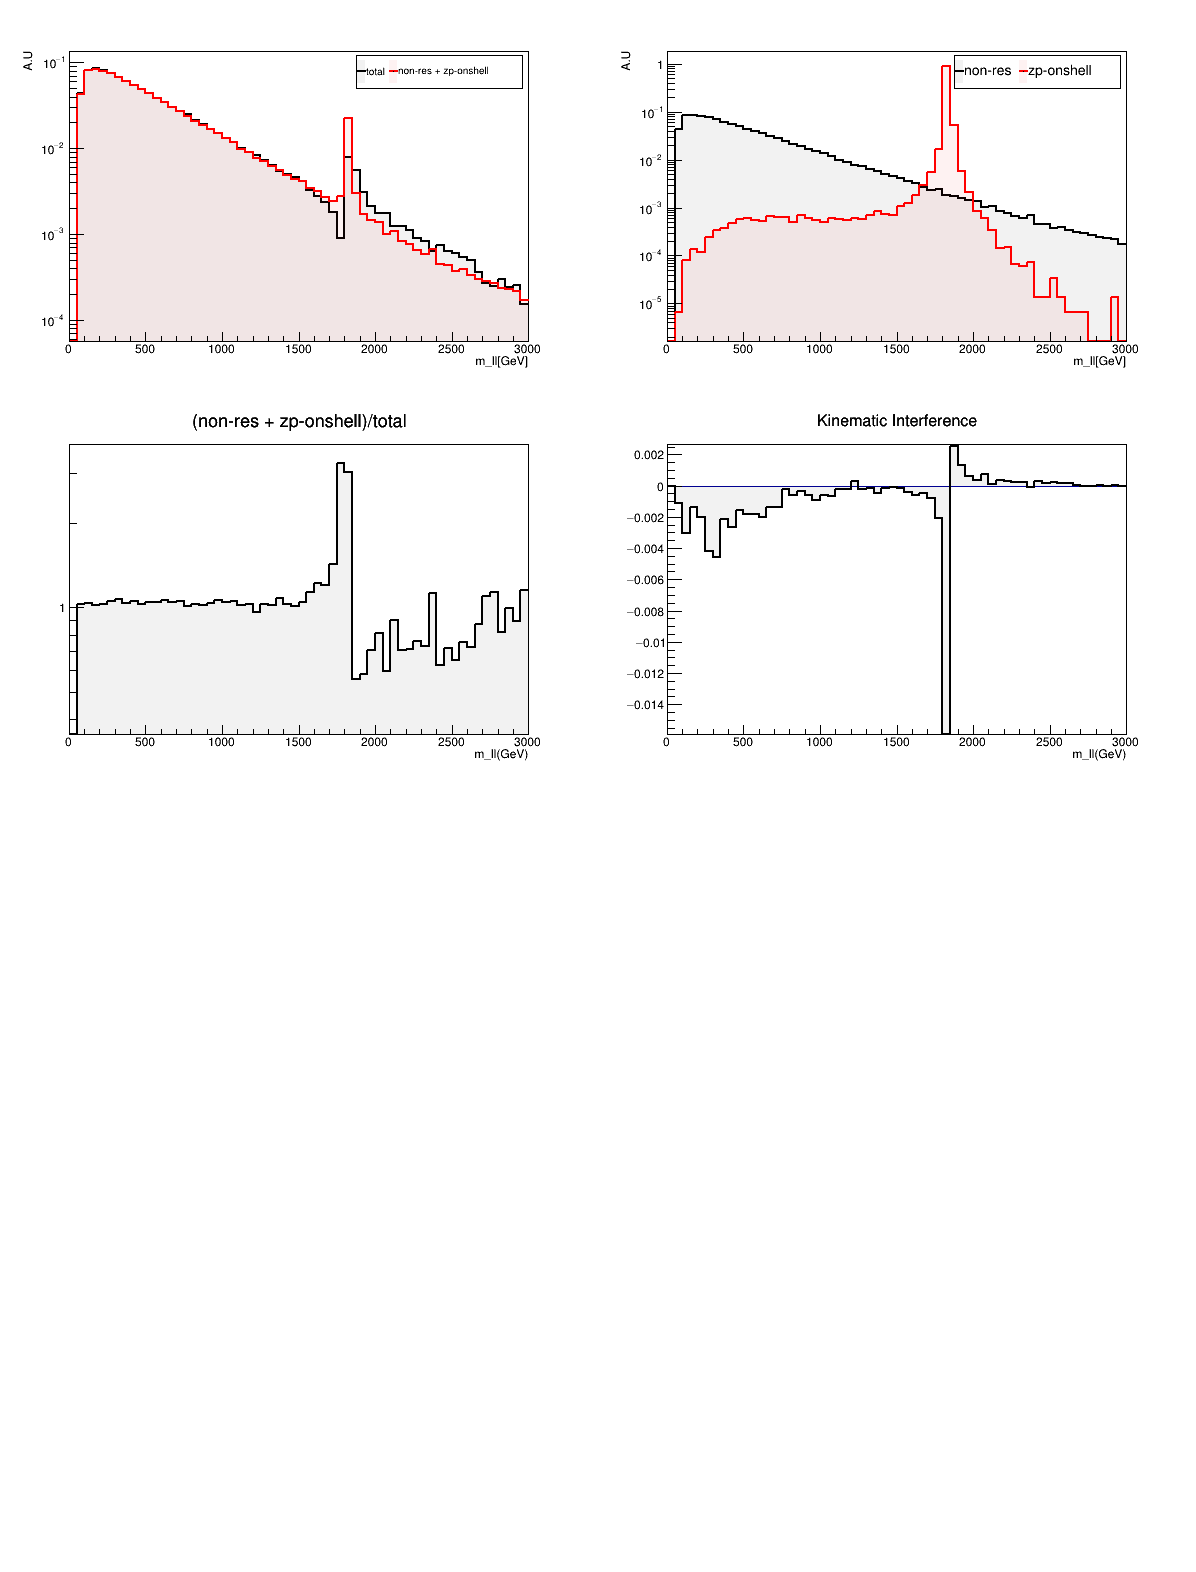 A.U
total non-res + zp-onshell
10⁻¹
10⁻²
10⁻³
10⁻⁴
0 500 1000 1500 2000 2500 3000
m_ll[GeV]
A.U
non-res zp-onshell
1
10⁻¹
10⁻²
10⁻³
10⁻⁴
10⁻⁵
0 500 1000 1500 2000 2500 3000
m_ll[GeV]
(non-res + zp-onshell)/total
1
0 500 1000 1500 2000 2500 3000
m_ll(GeV)
Kinematic Interference
0.002
0
−0.002
−0.004
−0.006
−0.008
−0.01
−0.012
−0.014
0 500 1000 1500 2000 2500 3000
m_ll(GeV)